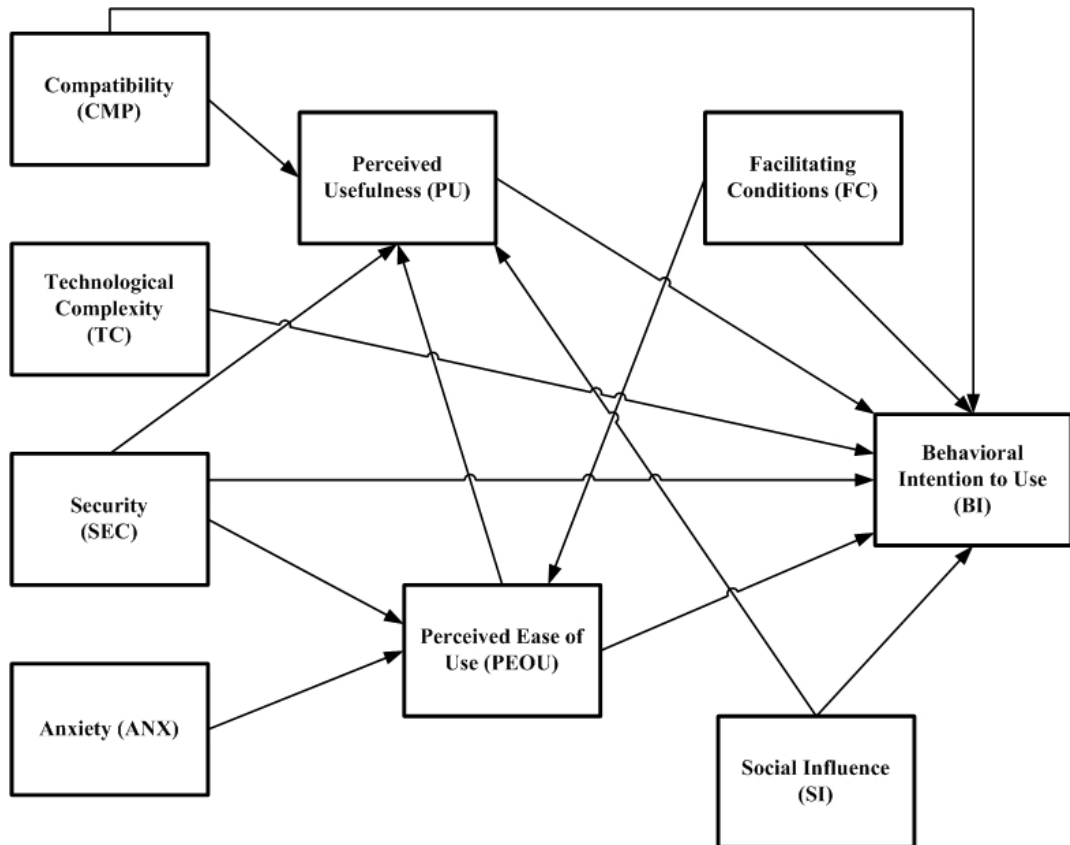 Compatibility
(CMP)
Perceived
Usefulness (PU)
Facilitating
Conditions (FC)
Technological
Complexity
(TC)
Behavioral
Intention to Use
(BI)
Security
(SEC)
Perceived Ease of
Use (PEOU)
Anxiety (ANX)
Social Influence
(SI)